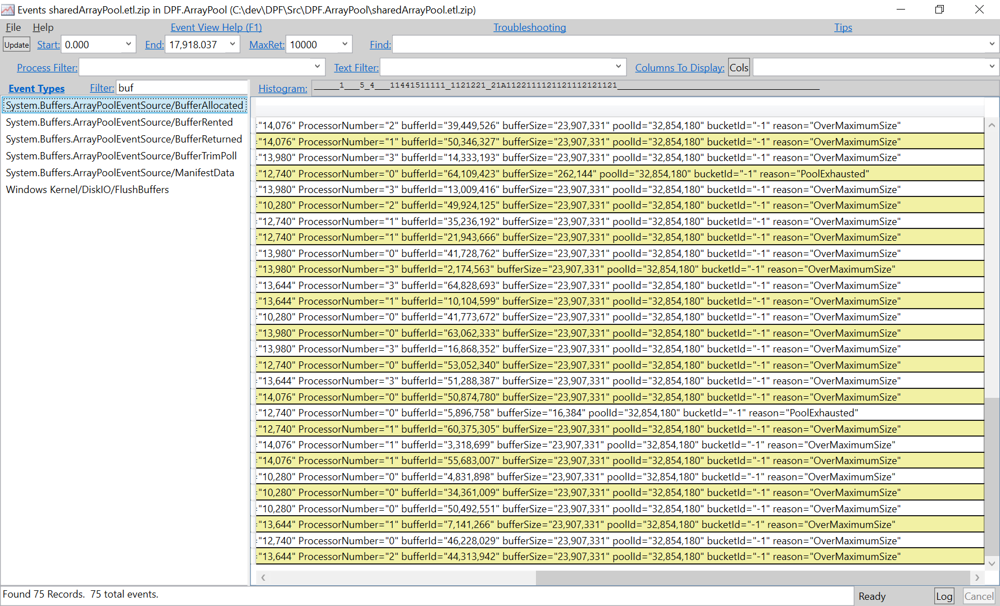 Events sharedArrayPool.etl.zip in DPF.ArrayPool (C:\dev\DPF\Src\DPF.ArrayPool\sharedArrayPool.etl.zip)
File Help Event View Help (F1) Troubleshooting Tips
Update Start: 0.000 End: 17,918.037 MaxRet: 10000 Find:
Process Filter: Text Filter: Columns To Display: Cols
Event Types Filter: buf Histogram: _____1___5_4___11441511111_1121221_21A1122111121121112121121________________________________________
System.Buffers.ArrayPoolEventSource/BufferAllocated
System.Buffers.ArrayPoolEventSource/BufferRented
System.Buffers.ArrayPoolEventSource/BufferReturned
System.Buffers.ArrayPoolEventSource/BufferTrimPoll
System.Buffers.ArrayPoolEventSource/ManifestData
Windows Kernel/DiskIO/FlushBuffers
="14,076" ProcessorNumber="2" bufferId="39,449,526" bufferSize="23,907,331" poolId="32,854,180" bucketId="-1" reason="OverMaximumSize"
="14,076" ProcessorNumber="1" bufferId="50,346,327" bufferSize="23,907,331" poolId="32,854,180" bucketId="-1" reason="OverMaximumSize"
="13,980" ProcessorNumber="3" bufferId="14,333,193" bufferSize="23,907,331" poolId="32,854,180" bucketId="-1" reason="OverMaximumSize"
="12,740" ProcessorNumber="0" bufferId="64,109,423" bufferSize="262,144" poolId="32,854,180" bucketId="-1" reason="PoolExhausted"
="13,980" ProcessorNumber="3" bufferId="13,009,416" bufferSize="23,907,331" poolId="32,854,180" bucketId="-1" reason="OverMaximumSize"
="10,280" ProcessorNumber="2" bufferId="49,924,125" bufferSize="23,907,331" poolId="32,854,180" bucketId="-1" reason="OverMaximumSize"
="12,740" ProcessorNumber="1" bufferId="35,236,192" bufferSize="23,907,331" poolId="32,854,180" bucketId="-1" reason="OverMaximumSize"
="12,740" ProcessorNumber="1" bufferId="21,943,666" bufferSize="23,907,331" poolId="32,854,180" bucketId="-1" reason="OverMaximumSize"
="13,980" ProcessorNumber="0" bufferId="41,728,762" bufferSize="23,907,331" poolId="32,854,180" bucketId="-1" reason="OverMaximumSize"
="13,980" ProcessorNumber="3" bufferId="2,174,563" bufferSize="23,907,331" poolId="32,854,180" bucketId="-1" reason="OverMaximumSize"
="13,644" ProcessorNumber="3" bufferId="64,828,693" bufferSize="23,907,331" poolId="32,854,180" bucketId="-1" reason="OverMaximumSize"
="13,644" ProcessorNumber="1" bufferId="10,104,599" bufferSize="23,907,331" poolId="32,854,180" bucketId="-1" reason="OverMaximumSize"
="10,280" ProcessorNumber="0" bufferId="41,773,672" bufferSize="23,907,331" poolId="32,854,180" bucketId="-1" reason="OverMaximumSize"
="13,980" ProcessorNumber="0" bufferId="63,062,333" bufferSize="23,907,331" poolId="32,854,180" bucketId="-1" reason="OverMaximumSize"
="13,980" ProcessorNumber="3" bufferId="16,868,352" bufferSize="23,907,331" poolId="32,854,180" bucketId="-1" reason="OverMaximumSize"
="12,740" ProcessorNumber="0" bufferId="53,052,340" bufferSize="23,907,331" poolId="32,854,180" bucketId="-1" reason="OverMaximumSize"
="13,644" ProcessorNumber="3" bufferId="51,288,387" bufferSize="23,907,331" poolId="32,854,180" bucketId="-1" reason="OverMaximumSize"
="14,076" ProcessorNumber="0" bufferId="50,874,780" bufferSize="23,907,331" poolId="32,854,180" bucketId="-1" reason="OverMaximumSize"
="12,740" ProcessorNumber="0" bufferId="5,896,758" bufferSize="16,384" poolId="32,854,180" bucketId="-1" reason="PoolExhausted"
="12,740" ProcessorNumber="1" bufferId="60,375,305" bufferSize="23,907,331" poolId="32,854,180" bucketId="-1" reason="OverMaximumSize"
="14,076" ProcessorNumber="1" bufferId="3,318,699" bufferSize="23,907,331" poolId="32,854,180" bucketId="-1" reason="OverMaximumSize"
="14,076" ProcessorNumber="1" bufferId="55,683,007" bufferSize="23,907,331" poolId="32,854,180" bucketId="-1" reason="OverMaximumSize"
="10,280" ProcessorNumber="0" bufferId="4,831,898" bufferSize="23,907,331" poolId="32,854,180" bucketId="-1" reason="OverMaximumSize"
="10,280" ProcessorNumber="0" bufferId="34,361,009" bufferSize="23,907,331" poolId="32,854,180" bucketId="-1" reason="OverMaximumSize"
="10,280" ProcessorNumber="0" bufferId="50,492,551" bufferSize="23,907,331" poolId="32,854,180" bucketId="-1" reason="OverMaximumSize"
="13,644" ProcessorNumber="1" bufferId="7,141,266" bufferSize="23,907,331" poolId="32,854,180" bucketId="-1" reason="OverMaximumSize"
="12,740" ProcessorNumber="0" bufferId="46,228,029" bufferSize="23,907,331" poolId="32,854,180" bucketId="-1" reason="OverMaximumSize"
="13,644" ProcessorNumber="2" bufferId="44,313,942" bufferSize="23,907,331" poolId="32,854,180" bucketId="-1" reason="OverMaximumSize"
Found 75 Records. 75 total events. Ready Log Cancel